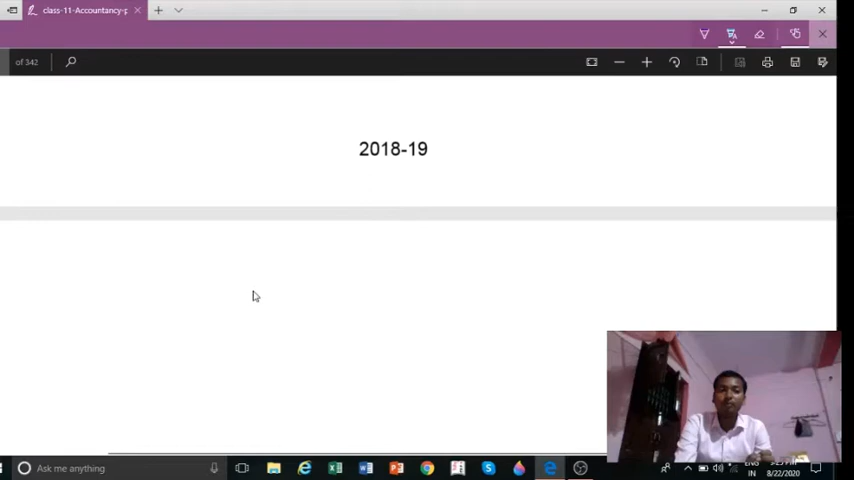 class-11-Accountancy-p
of 342
2018-19
Ask me anything
ENG
IN
8/22/2020